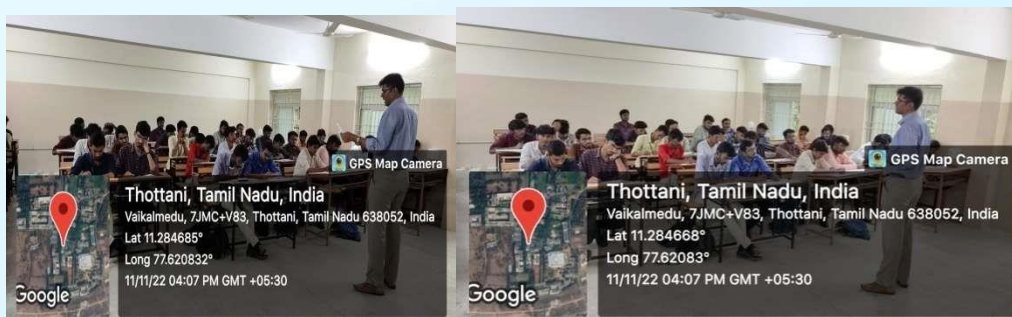 GPS Map Camera
Thottani, Tamil Nadu, India
Vaikalmedu, 7JMC+V83, Thottani, Tamil Nadu 638052, India
Lat 11.284685°
Long 77.620832°
11/11/22 04:07 PM GMT +05:30
Google
GPS Map Camera
Thottani, Tamil Nadu, India
Vaikalmedu, 7JMC+V83, Thottani, Tamil Nadu 638052, India
Lat 11.284668°
Long 77.62083°
11/11/22 04:07 PM GMT +05:30
Google